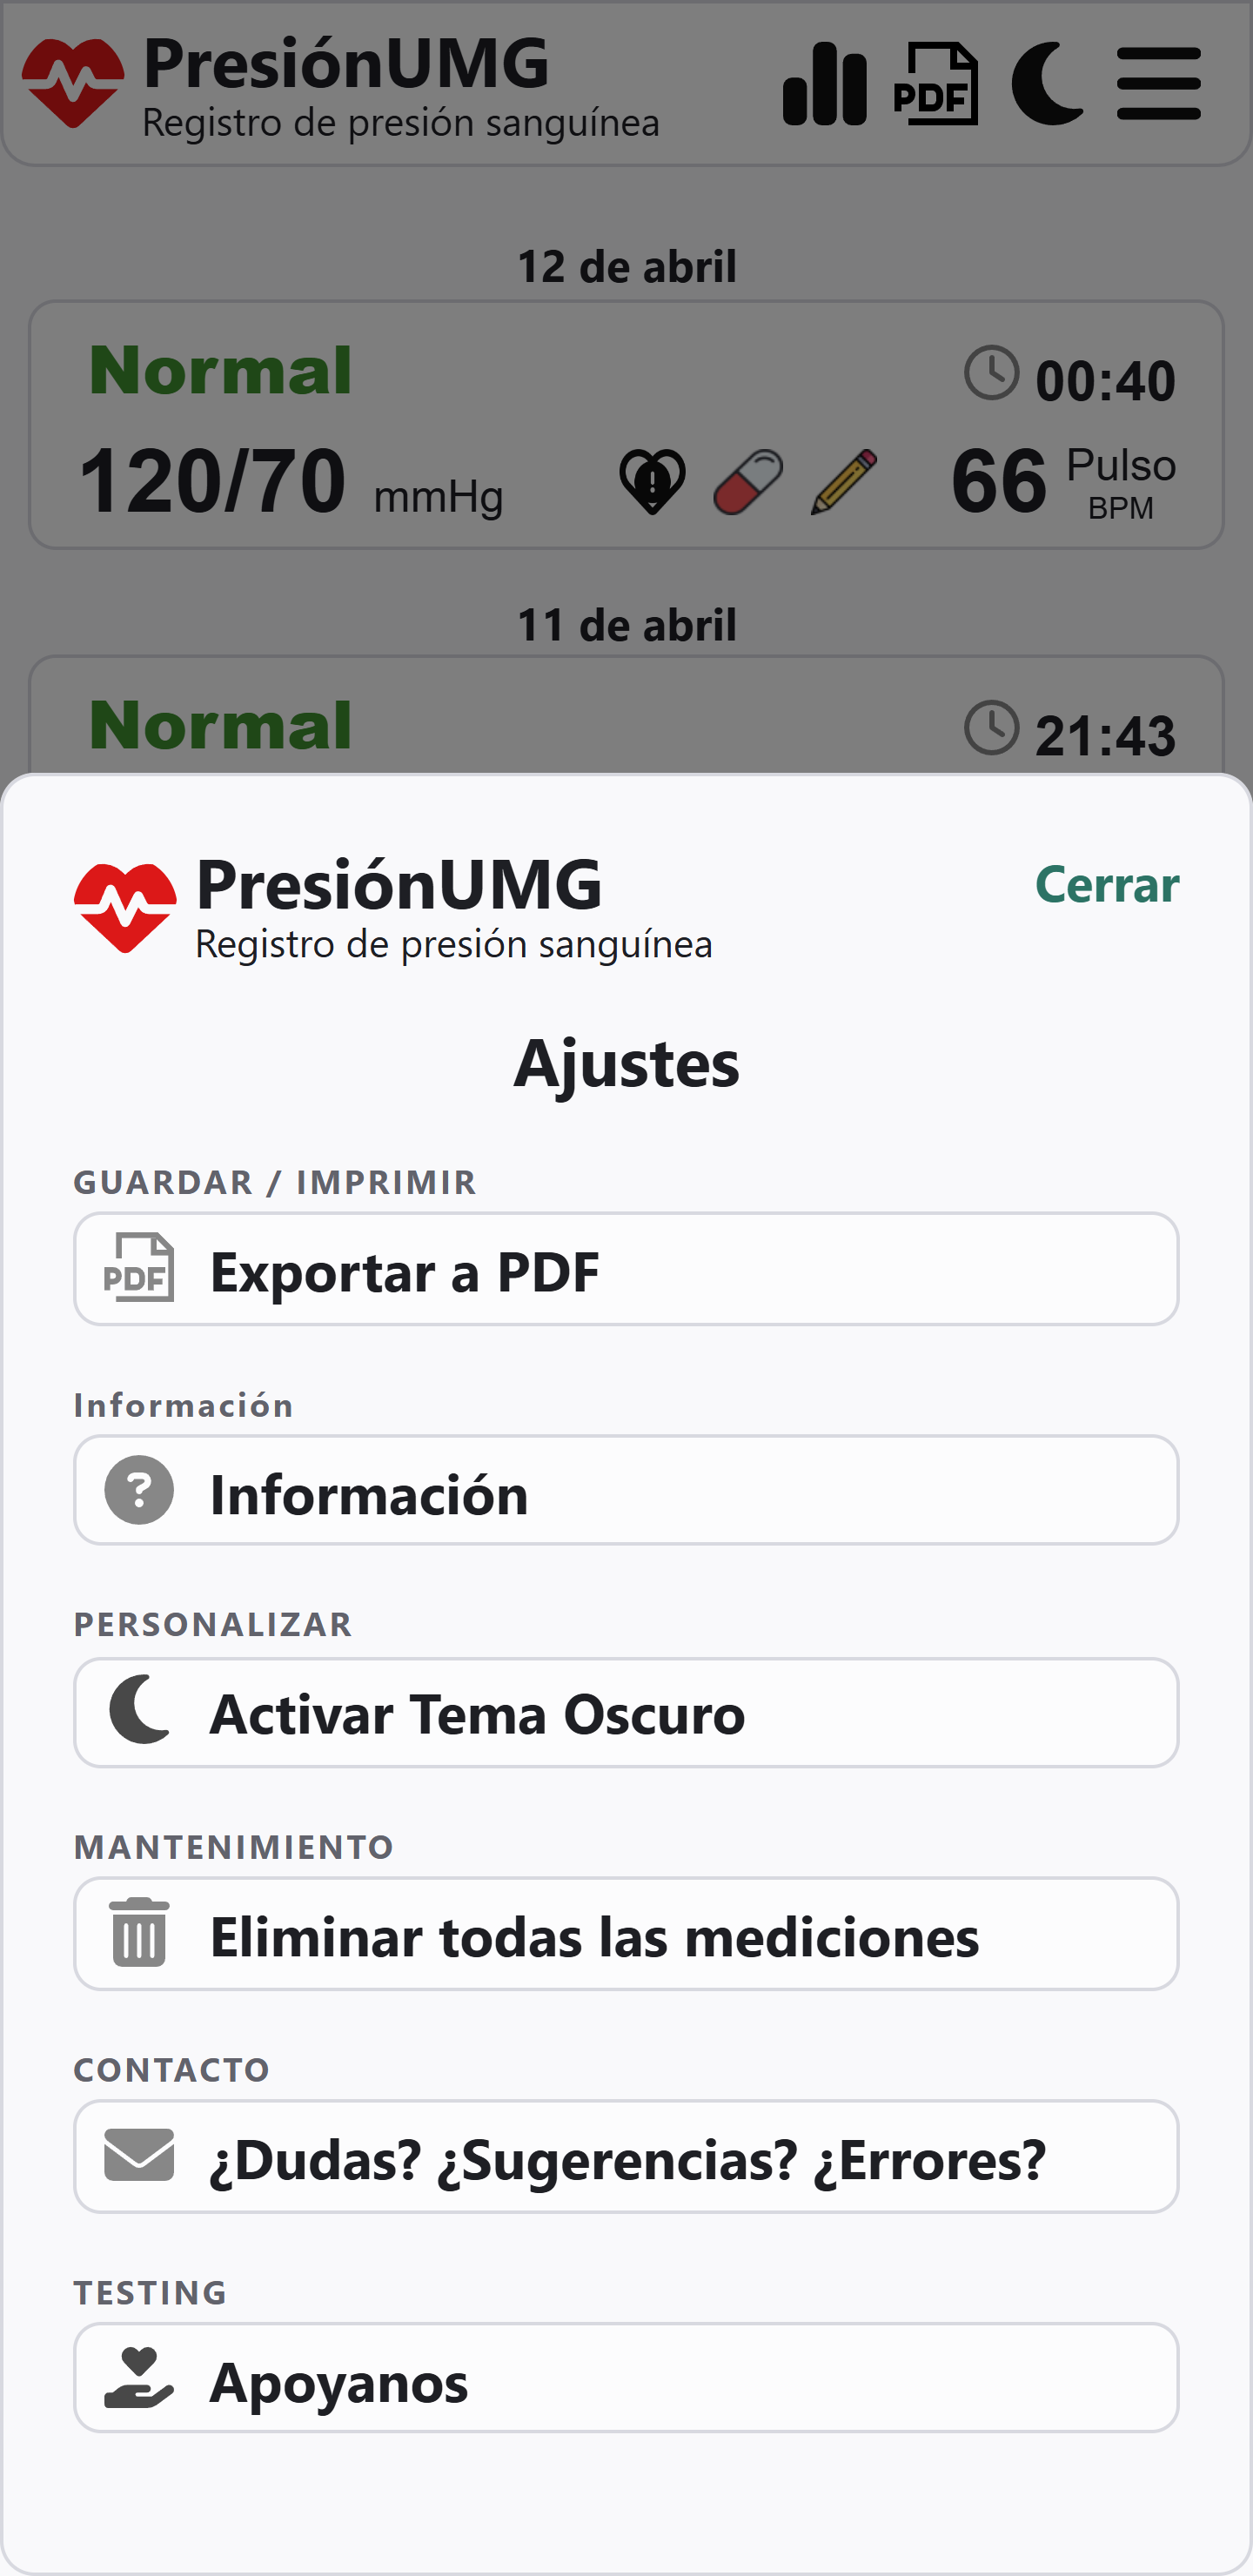 PresiónUMG
Registro de presión sanguínea
PDF
12 de abril
Normal
00:40
120/70 mmHg
66 Pulso
BPM
11 de abril
Normal
21:43
PresiónUMG
Cerrar
Registro de presión sanguínea
Ajustes
GUARDAR / IMPRIMIR
PDF Exportar a PDF
Información
? Información
PERSONALIZAR
Activar Tema Oscuro
MANTENIMIENTO
Eliminar todas las mediciones
CONTACTO
¿Dudas? ¿Sugerencias? ¿Errores?
TESTING
Apoyanos